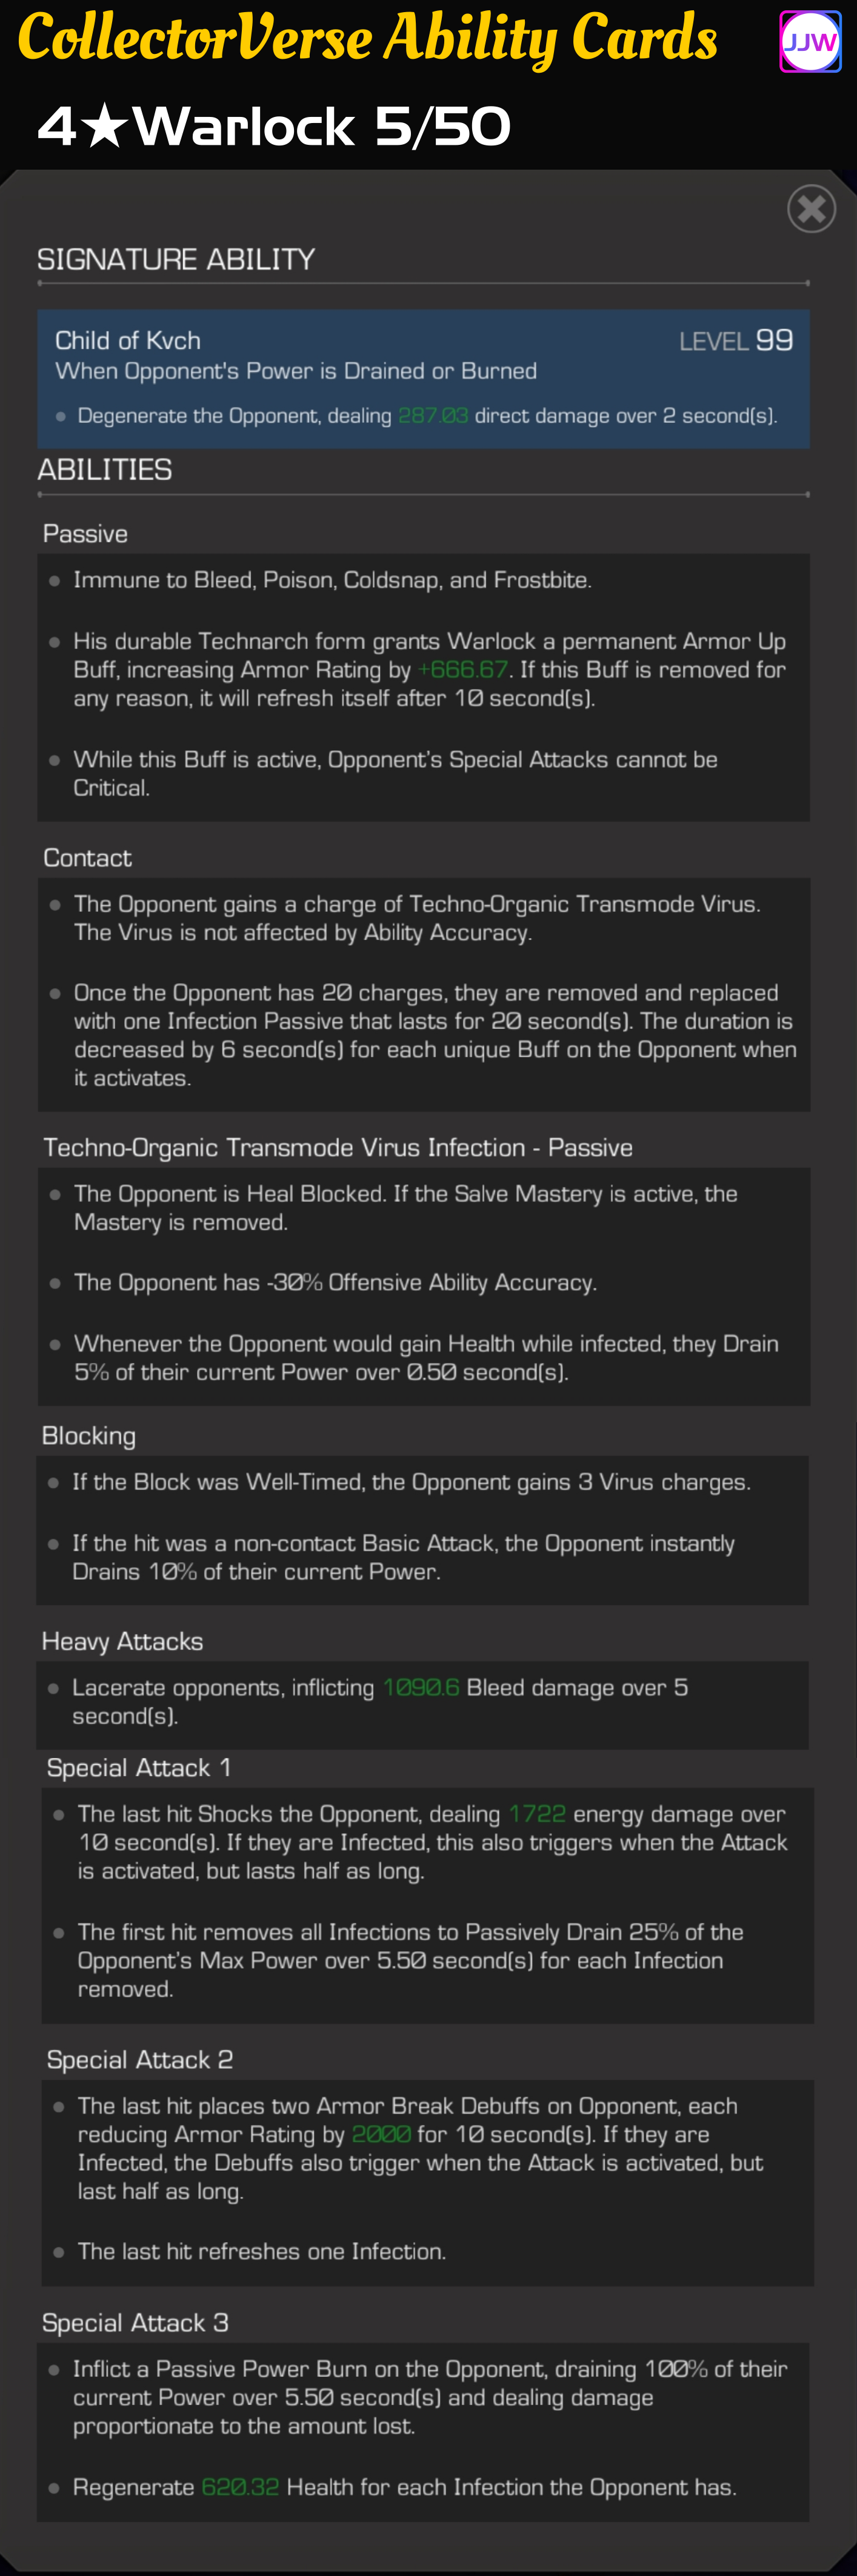 CollectorVerse Ability Cards
JJW
4★Warlock 5/50
SIGNATURE ABILITY
Child of Kvch LEVEL 99
When Opponent's Power is Drained or Burned
Degenerate the Opponent, dealing 287.03 direct damage over 2 second(s).
ABILITIES
Passive
Immune to Bleed, Poison, Coldsnap, and Frostbite.
His durable Technarch form grants Warlock a permanent Armor Up
Buff, increasing Armor Rating by +666.67. If this Buff is removed for
any reason, it will refresh itself after 10 second(s).
While this Buff is active, Opponent's Special Attacks cannot be
Critical.
Contact
The Opponent gains a charge of Techno-Organic Transmode Virus.
The Virus is not affected by Ability Accuracy.
Once the Opponent has 20 charges, they are removed and replaced
with one Infection Passive that lasts for 20 second(s). The duration is
decreased by 6 second(s) for each unique Buff on the Opponent when
it activates.
Techno-Organic Transmode Virus Infection - Passive
The Opponent is Heal Blocked. If the Salve Mastery is active, the
Mastery is removed.
The Opponent has -30% Offensive Ability Accuracy.
Whenever the Opponent would gain Health while infected, they Drain
5% of their current Power over 0.50 second(s).
Blocking
If the Block was Well-Timed, the Opponent gains 3 Virus charges.
If the hit was a non-contact Basic Attack, the Opponent instantly
Drains 10% of their current Power.
Heavy Attacks
Lacerate opponents, inflicting 1090.6 Bleed damage over 5
second(s).
Special Attack 1
The last hit Shocks the Opponent, dealing 1722 energy damage over
10 second(s). If they are Infected, this also triggers when the Attack
is activated, but lasts half as long.
The first hit removes all Infections to Passively Drain 25% of the
Opponent's Max Power over 5.50 second(s) for each Infection
removed.
Special Attack 2
The last hit places two Armor Break Debuffs on Opponent, each
reducing Armor Rating by 2000 for 10 second(s). If they are
Infected, the Debuffs also trigger when the Attack is activated, but
last half as long.
The last hit refreshes one Infection.
Special Attack 3
Inflict a Passive Power Burn on the Opponent, draining 100% of their
current Power over 5.50 second(s) and dealing damage
proportionate to the amount lost.
Regenerate 620.32 Health for each Infection the Opponent has.